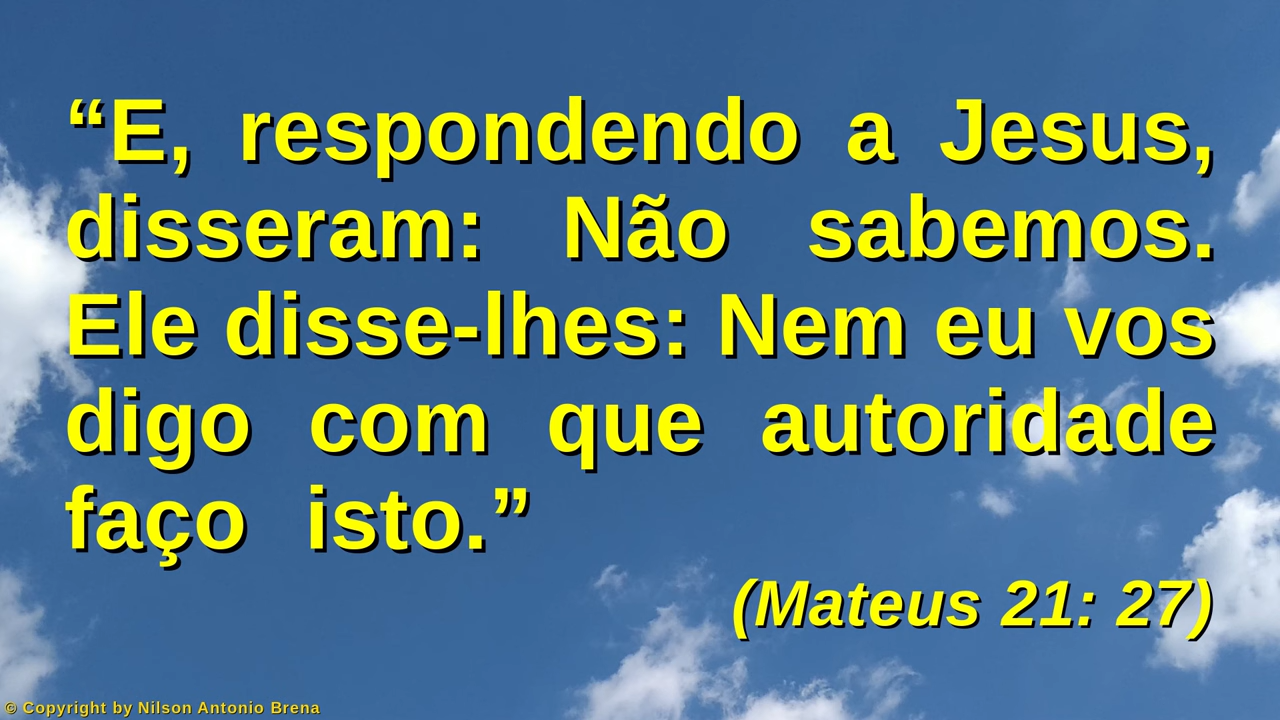 “E, respondendo a Jesus,
disseram: Não sabemos.
Ele disse-lhes: Nem eu vos
digo com que autoridade
faço isto.”
(Mateus 21: 27)
© Copyright by Nilson Antonio Brena